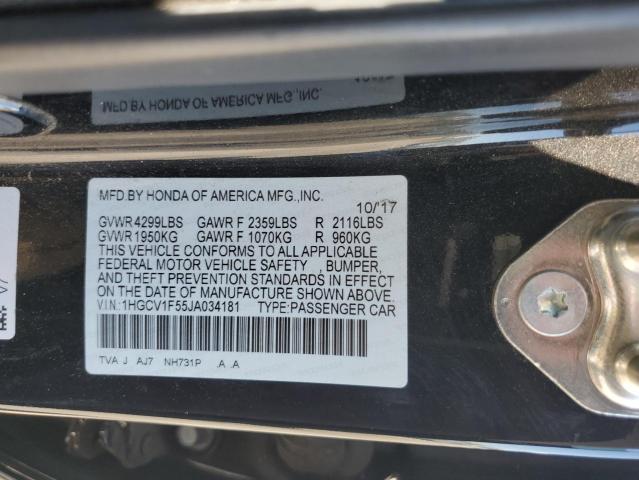 MFD BY HONDA OF AMERICA MFG.,INC.
MFD.BY HONDA OF AMERICA MFG.,INC.
10/17
GVWR 4299LBS GAWR F 2359LBS R 2116LBS
GVWR 1950KG GAWR F 1070KG R 960KG
THIS VEHICLE CONFORMS TO ALL APPLICABLE
FEDERAL MOTOR VEHICLE SAFETY , BUMPER,
AND THEFT PREVENTION STANDARDS IN EFFECT
ON THE DATE OF MANUFACTURE SHOWN ABOVE.
V.I.N.:1HGCV1F55JA034181 TYPE:PASSENGER CAR
TVA J AJ7 NH731P .A .A